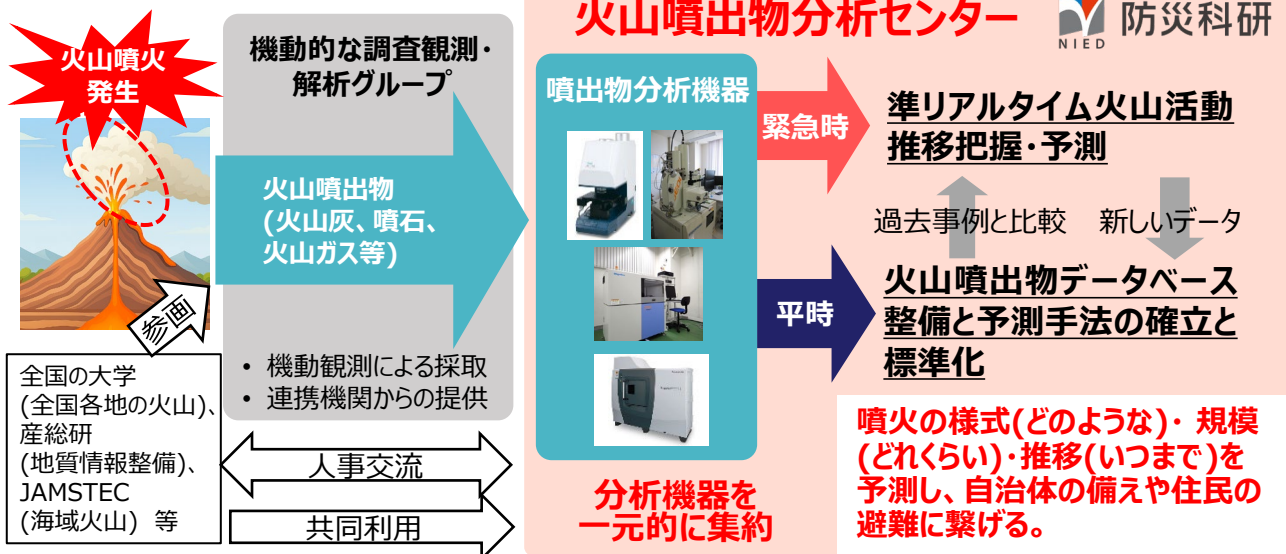 火山噴出物分析センター
NIED
防災科研
火山噴火
発生
機動的な調査観測・
解析グループ
火山噴出物
(火山灰、噴石、
火山ガス等)
• 機動観測による採取
• 連携機関からの提供
参画
全国の大学
(全国各地の火山)、
産総研
(地質情報整備)、
JAMSTEC
(海域火山) 等
人事交流
共同利用
噴出物分析機器
分析機器を
一元的に集約
緊急時
準リアルタイム火山活動
推移把握・予測
過去事例と比較
新しいデータ
平時
火山噴出物データベース
整備と予測手法の確立と
標準化
噴火の様式(どのような)・規模
(どれくらい)・推移(いつまで)を
予測し、自治体の備えや住民の
避難に繋げる。